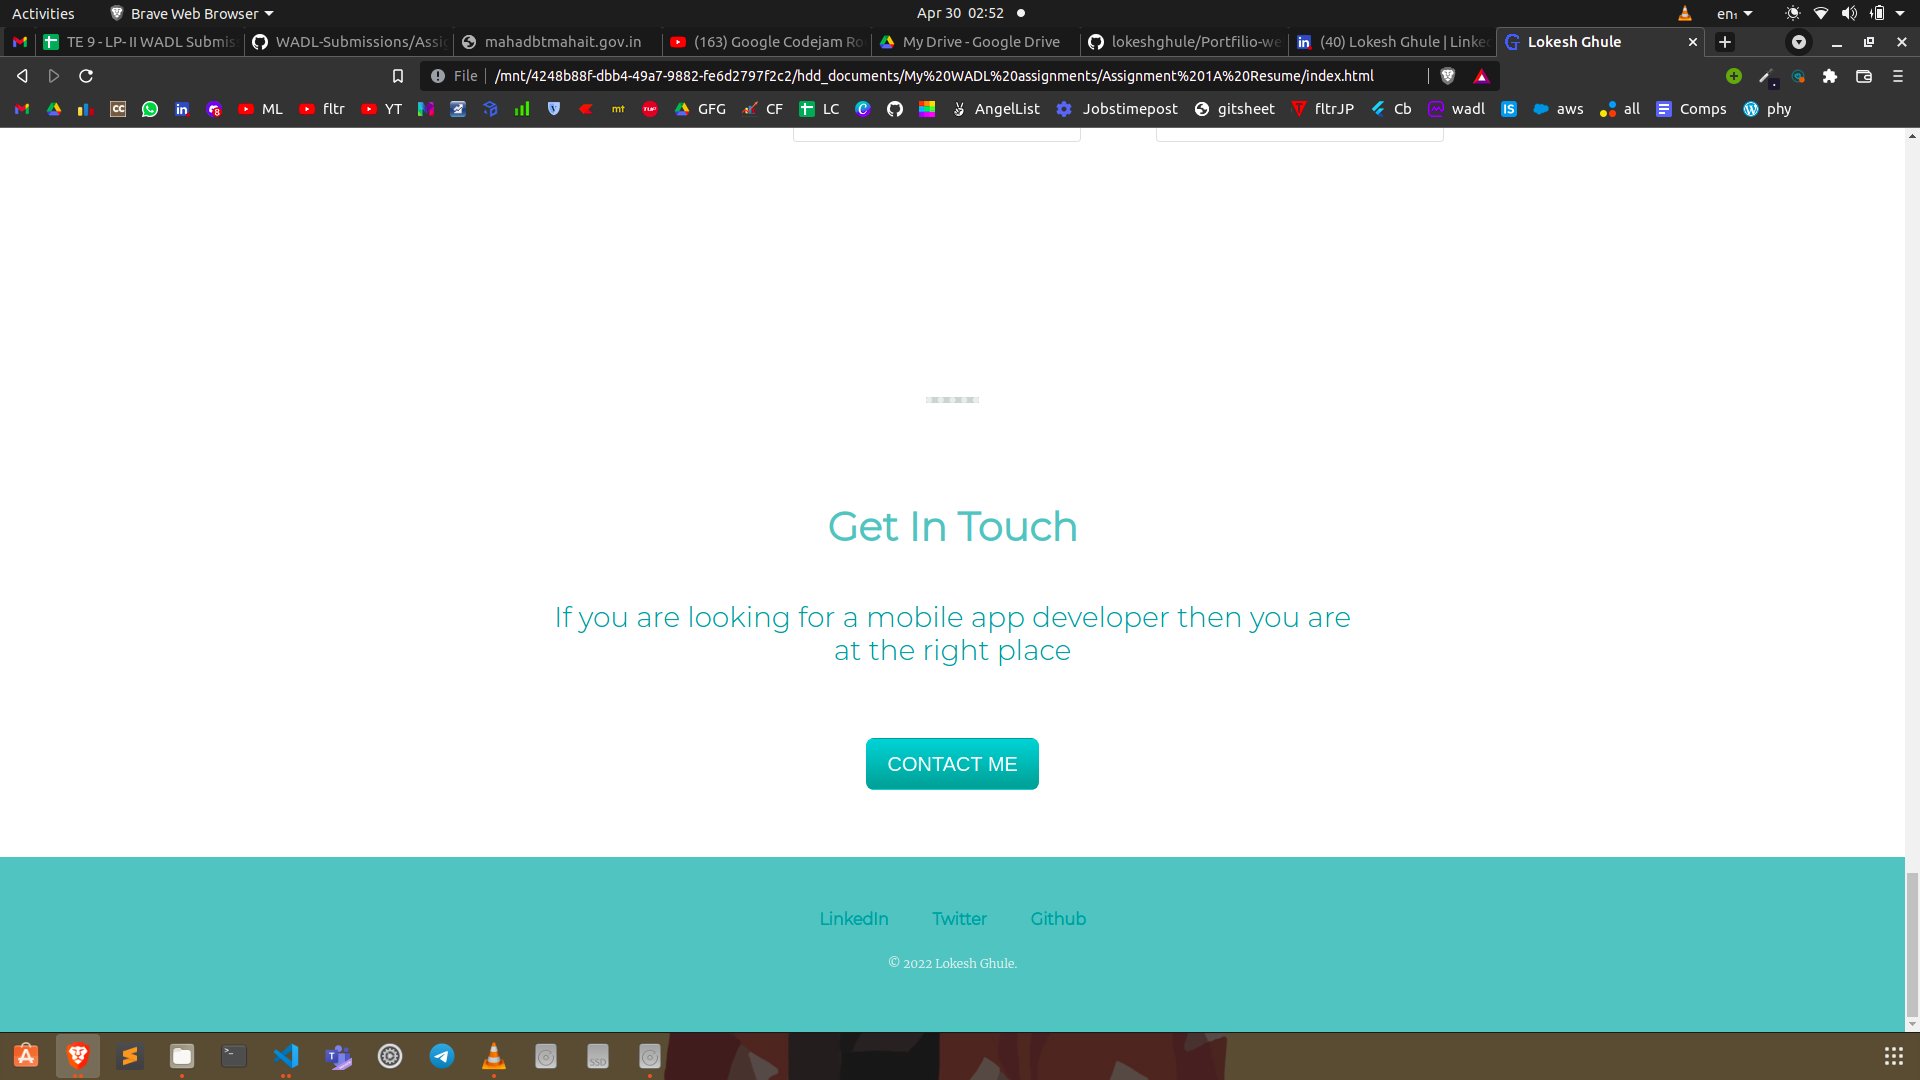 Activities Brave Web Browser Apr 30 02:52 en₁
TE 9 - LP- II WADL Submis WADL-Submissions/Assig mahadbtmahait.gov.in (163) Google Codejam Ro My Drive - Google Drive lokeshghule/Portfilio-we (40) Lokesh Ghule | Linked Lokesh Ghule
File /mnt/4248b88f-dbb4-49a7-9882-fe6d2797f2c2/hdd_documents/My%20WADL%20assignments/Assignment%201A%20Resume/index.html
ML fltr YT GFG CF LC AngelList Jobstimepost gitsheet fltrJP Cb wadl aws all Comps phy
Get In Touch
If you are looking for a mobile app developer then you are
at the right place
CONTACT ME
LinkedIn Twitter Github
© 2022 Lokesh Ghule.